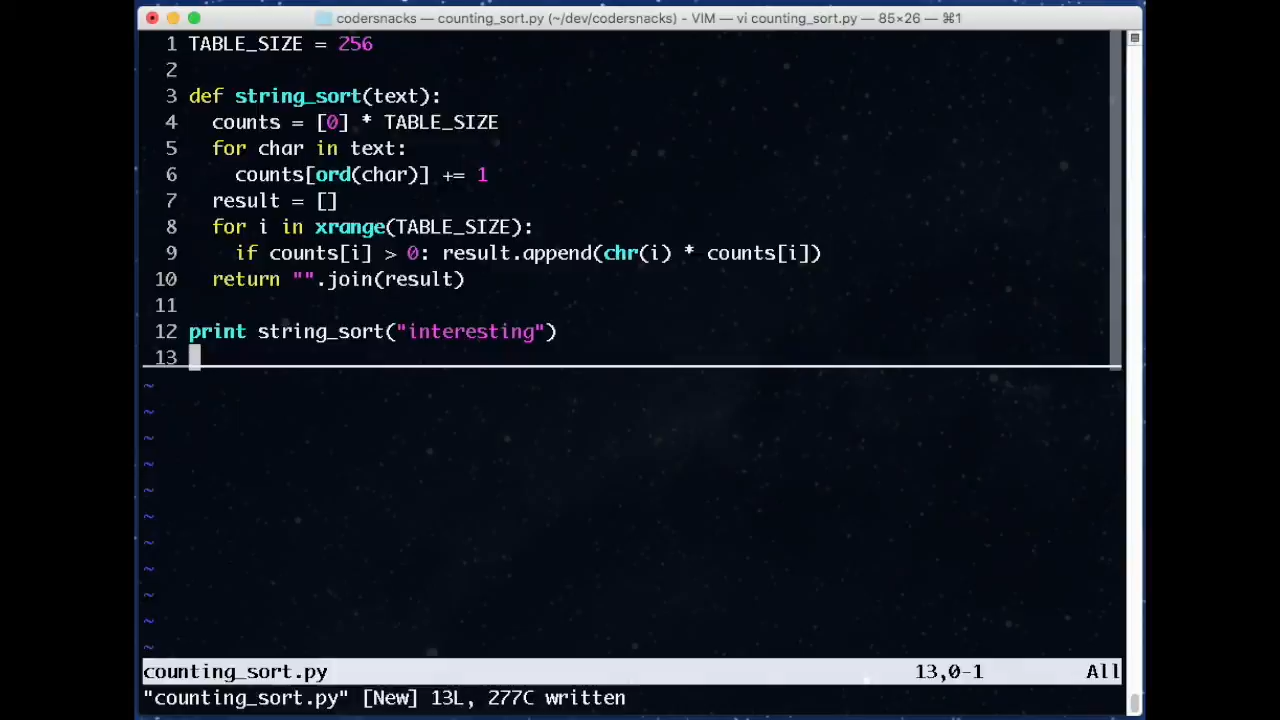 codersnacks — counting_sort.py (~/dev/codersnacks) - VIM — vi counting_sort.py — 85×26 — ⌘1
1 TABLE_SIZE = 256
2
3 def string_sort(text):
4   counts = [0] * TABLE_SIZE
5   for char in text:
6     counts[ord(char)] += 1
7   result = []
8   for i in xrange(TABLE_SIZE):
9     if counts[i] > 0: result.append(chr(i) * counts[i])
10   return "".join(result)
11
12 print string_sort("interesting")
13
~
~
~
~
~
~
~
~
~
~
~
counting_sort.py 13,0-1 All
"counting_sort.py" [New] 13L, 277C written